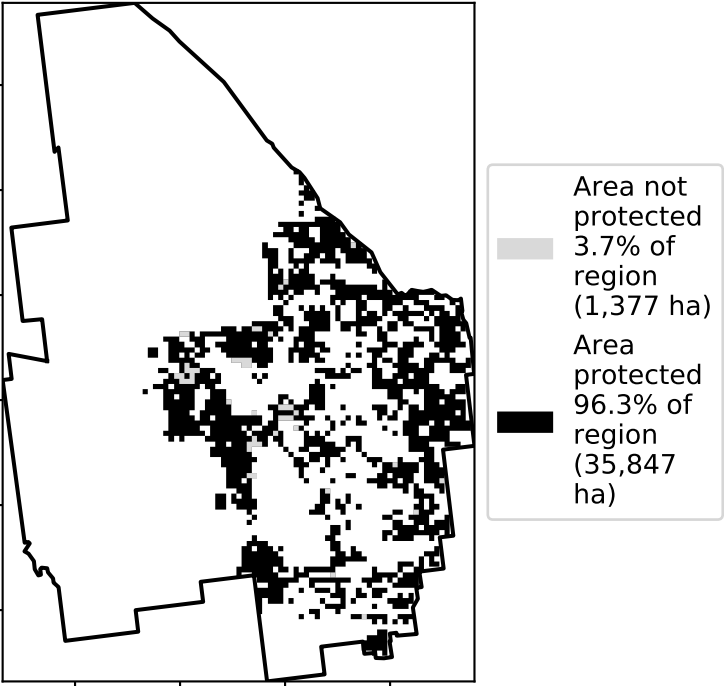 Area not
protected
3.7% of
region
(1,377 ha)
Area
protected
96.3% of
region
(35,847
ha)